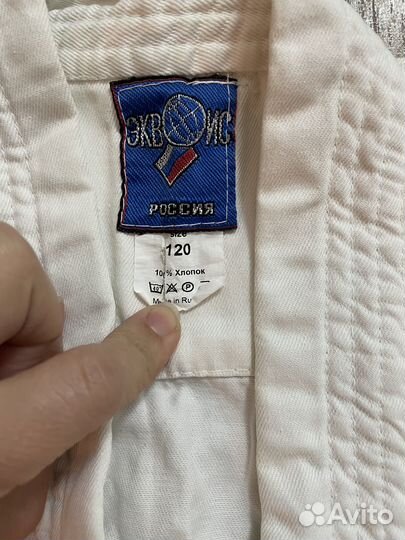 ЭКВ ИС
РОССИЯ
size
120
100% Хлопок
Made in Ru
Avito